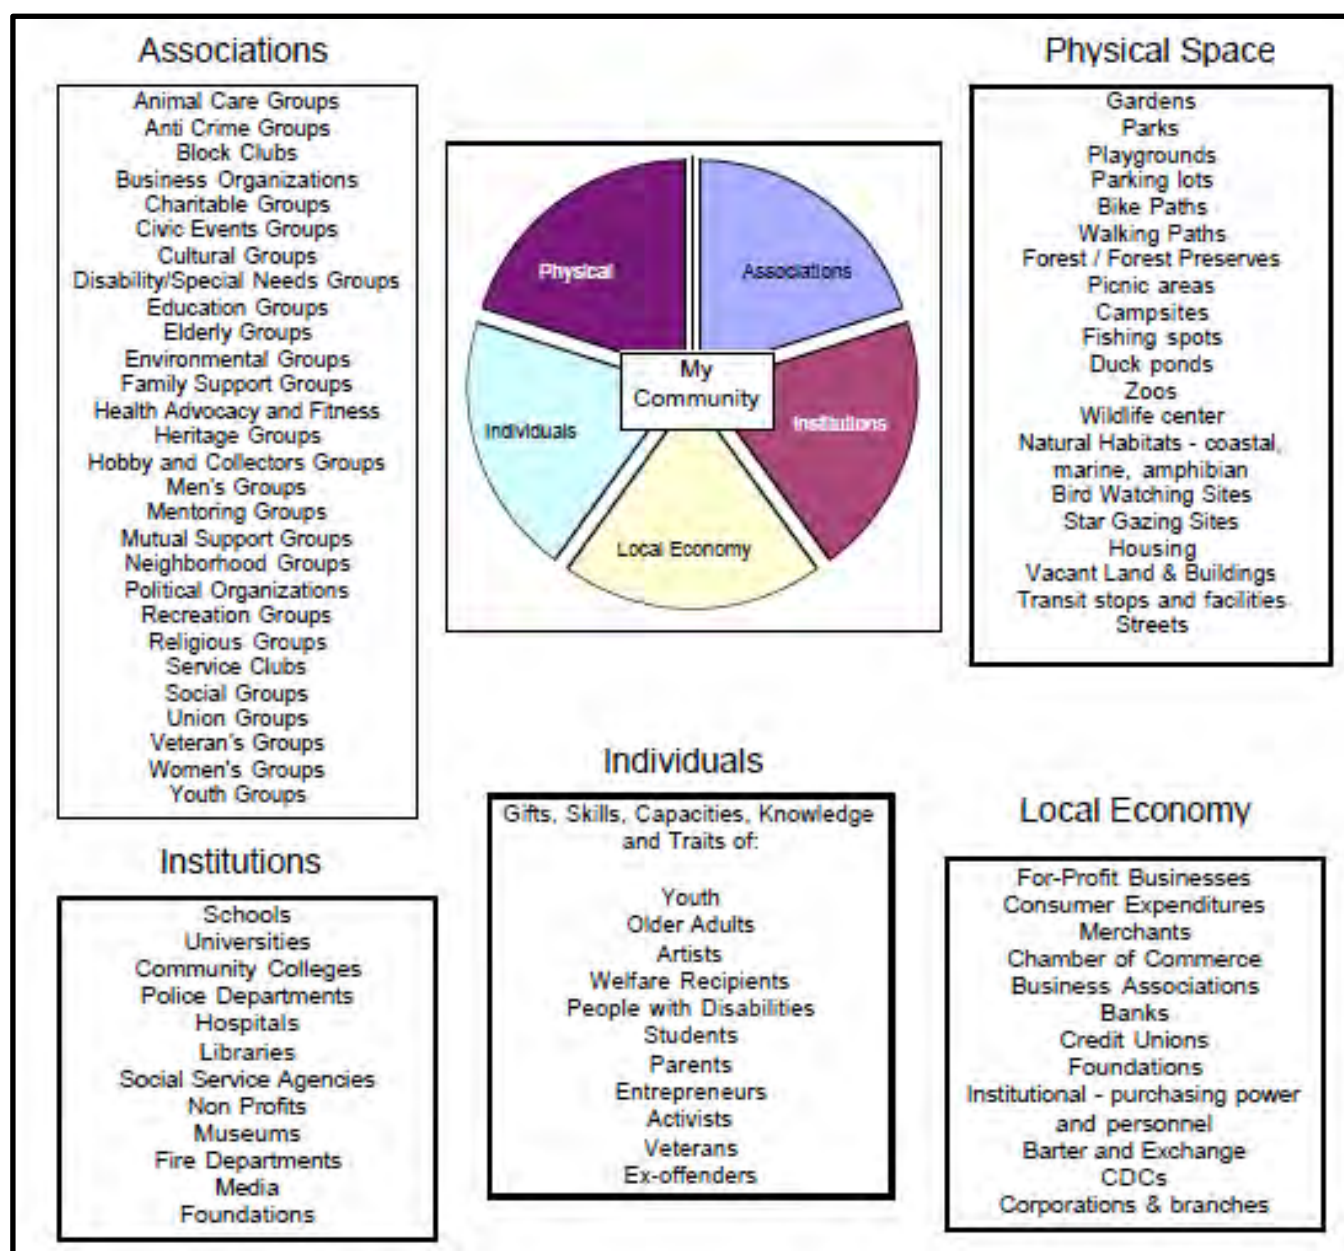 Associations
Animal Care Groups
Anti Crime Groups
Block Clubs
Business Organizations
Charitable Groups
Civic Events Groups
Cultural Groups
Disability/Special Needs Groups
Education Groups
Elderly Groups
Environmental Groups
Family Support Groups
Health Advocacy and Fitness
Heritage Groups
Hobby and Collectors Groups
Men's Groups
Mentoring Groups
Mutual Support Groups
Neighborhood Groups
Political Organizations
Recreation Groups
Religious Groups
Service Clubs
Social Groups
Union Groups
Veteran's Groups
Women's Groups
Youth Groups
Physical
Associations
My
Community
Individuals
Institutions
Local Economy
Physical Space
Gardens
Parks
Playgrounds
Parking lots
Bike Paths
Walking Paths
Forest / Forest Preserves
Picnic areas
Campsites
Fishing spots
Duck ponds
Zoos
Wildlife center
Natural Habitats - coastal,
marine, amphibian
Bird Watching Sites
Star Gazing Sites
Housing
Vacant Land & Buildings
Transit stops and facilities
Streets
Institutions
Schools
Universities
Community Colleges
Police Departments
Hospitals
Libraries
Social Service Agencies
Non Profits
Museums
Fire Departments
Media
Foundations
Individuals
Gifts, Skills, Capacities, Knowledge
and Traits of:
Youth
Older Adults
Artists
Welfare Recipients
People with Disabilities
Students
Parents
Entrepreneurs
Activists
Veterans
Ex-offenders
Local Economy
For-Profit Businesses
Consumer Expenditures
Merchants
Chamber of Commerce
Business Associations
Banks
Credit Unions
Foundations
Institutional - purchasing power
and personnel
Barter and Exchange
CDCs
Corporations & branches